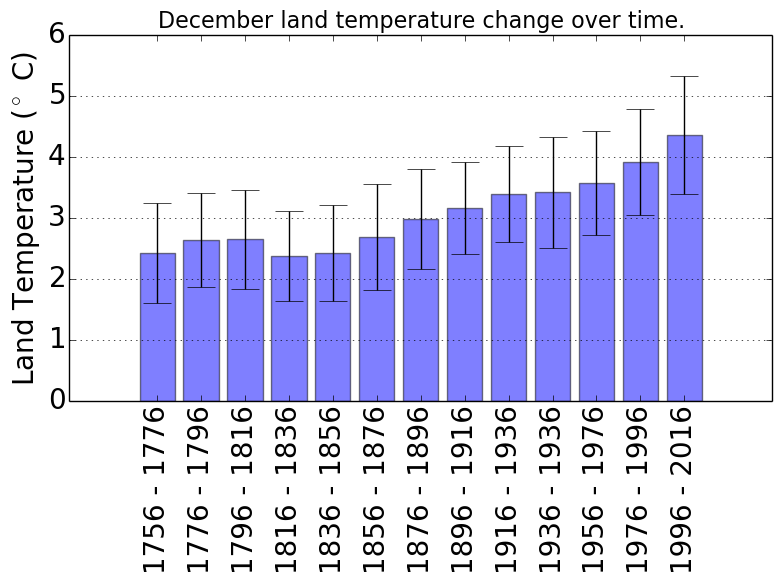 December land temperature change over time.
Land Temperature (° C)
6
5
4
3
2
1
0
1756 - 1776
1776 - 1796
1796 - 1816
1816 - 1836
1836 - 1856
1856 - 1876
1876 - 1896
1896 - 1916
1916 - 1936
1936 - 1936
1956 - 1976
1976 - 1996
1996 - 2016